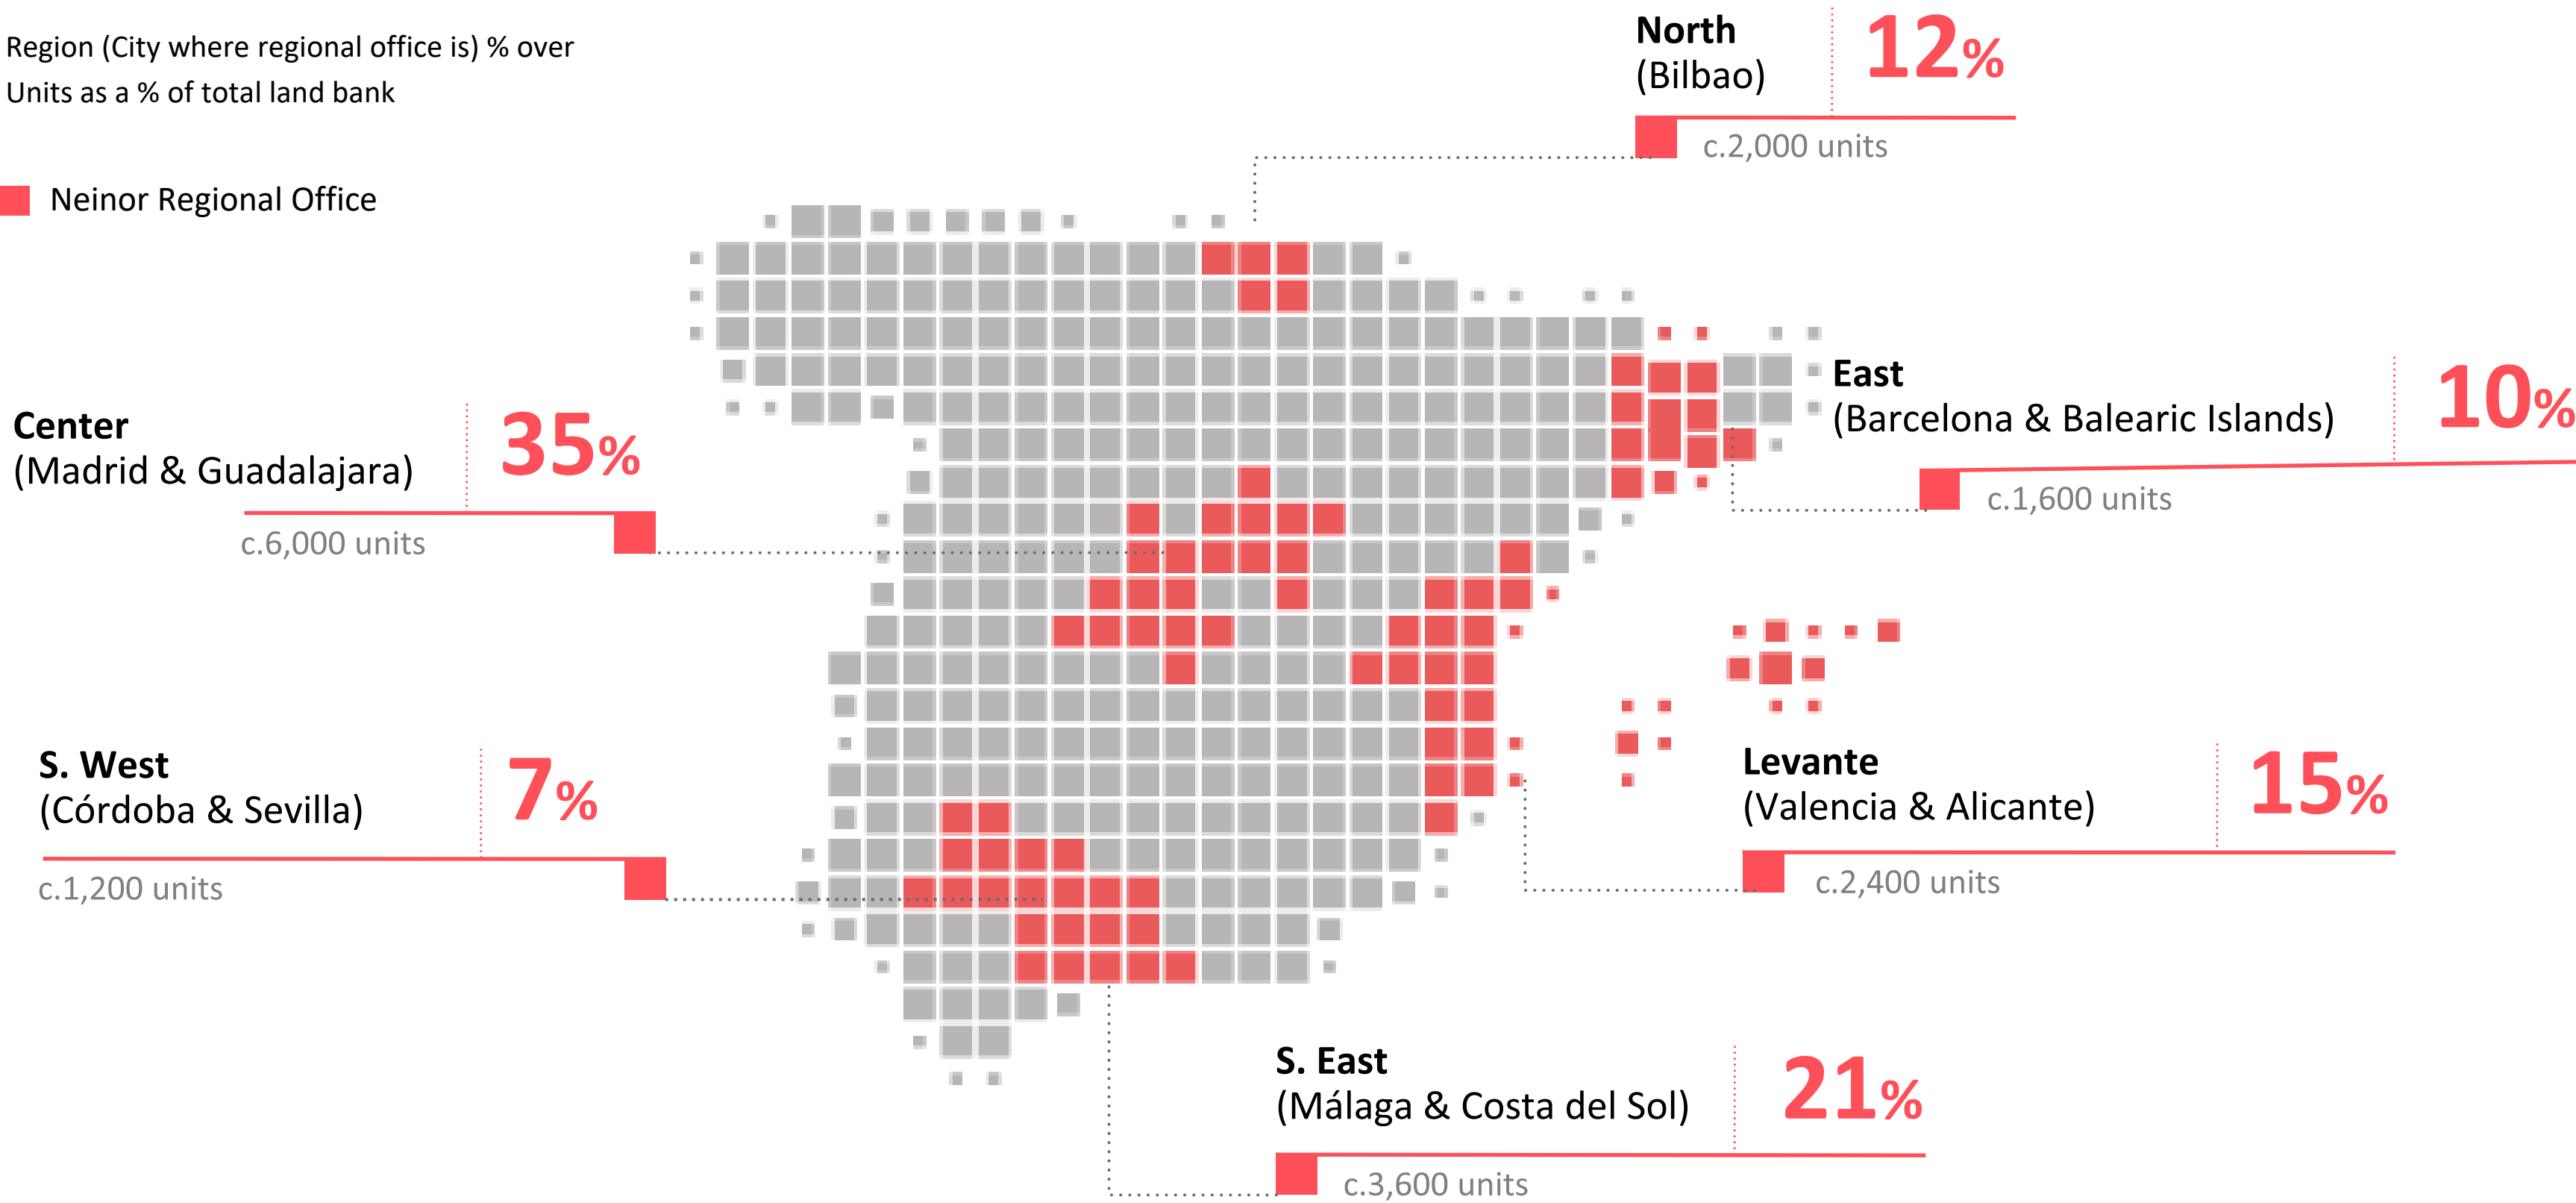 Region (City where regional office is) % over
Units as a % of total land bank
Neinor Regional Office
North
(Bilbao)
12%
c.2,000 units
East
(Barcelona & Balearic Islands)
10%
c.1,600 units
Center
(Madrid & Guadalajara)
35%
c.6,000 units
S. West
(Córdoba & Sevilla)
7%
c.1,200 units
Levante
(Valencia & Alicante)
15%
c.2,400 units
S. East
(Málaga & Costa del Sol)
21%
c.3,600 units